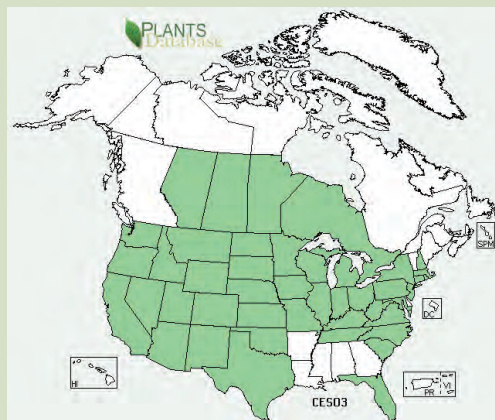 PLANTS
Database
SPM
DC
HI
PR
VI
CESO3